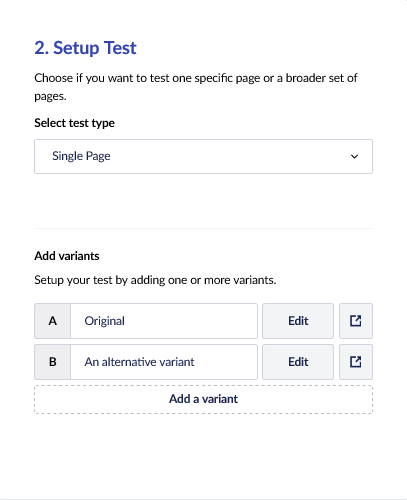 2. Setup Test
Choose if you want to test one specific page or a broader set of
pages.
Select test type
Single Page
Add variants
Setup your test by adding one or more variants.
A Original Edit
B An alternative variant Edit
Add a variant